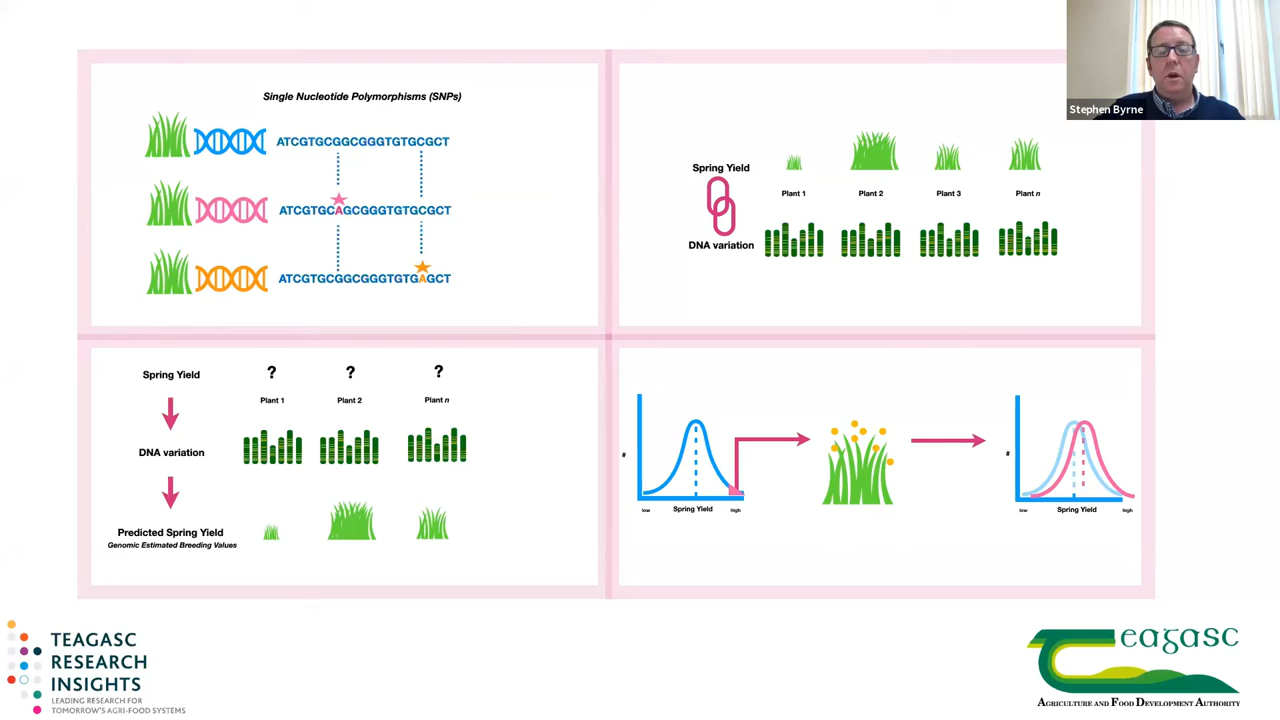 Single Nucleotide Polymorphisms (SNPs)
ATCGTGCGGCGGGTGTGCGCT
ATCGTGCAGCGGGTGTGCGCT
ATCGTGCGGCGGGTGTGAGCT
Spring Yield
Plant 1
Plant 2
Plant 3
Plant n
DNA variation
Stephen Byrne
Spring Yield
?
?
?
Plant 1
Plant 2
Plant n
DNA variation
Predicted Spring Yield
Genomic Estimated Breeding Values
#
low
Spring Yield
high
#
low
Spring Yield
high
TEAGASC
RESEARCH
INSIGHTS
LEADING RESEARCH FOR
TOMORROW'S AGRI-FOOD SYSTEMS
eagasc
AGRICULTURE AND FOOD DEVELOPMENT AUTHORITY